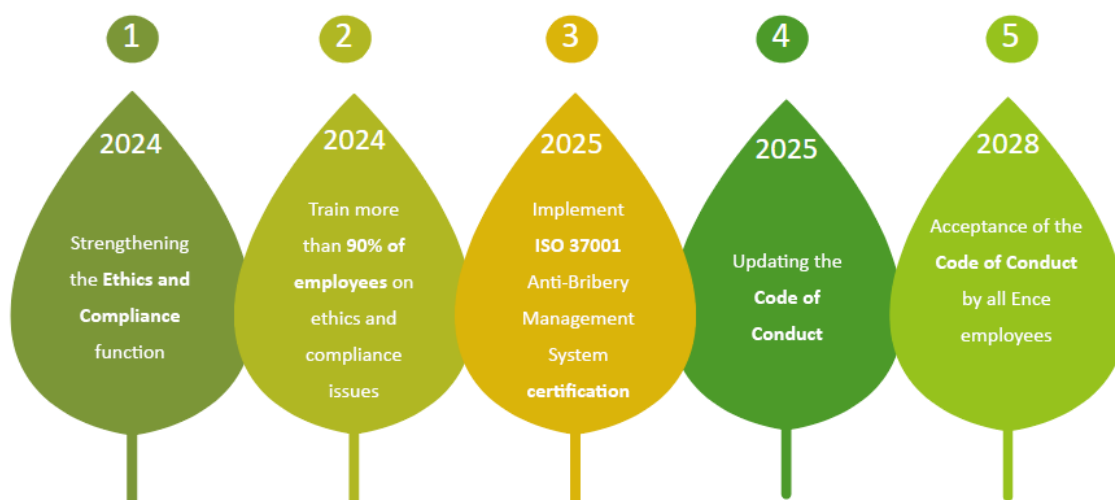 1
2024
Strengthening
the Ethics and
Compliance
function
2
2024
Train more
than 90% of
employees on
ethics and
compliance
issues
3
2025
Implement
ISO 37001
Anti-Bribery
Management
System
certification
4
2025
Updating the
Code of
Conduct
5
2028
Acceptance of the
Code of Conduct
by all Ence
employees